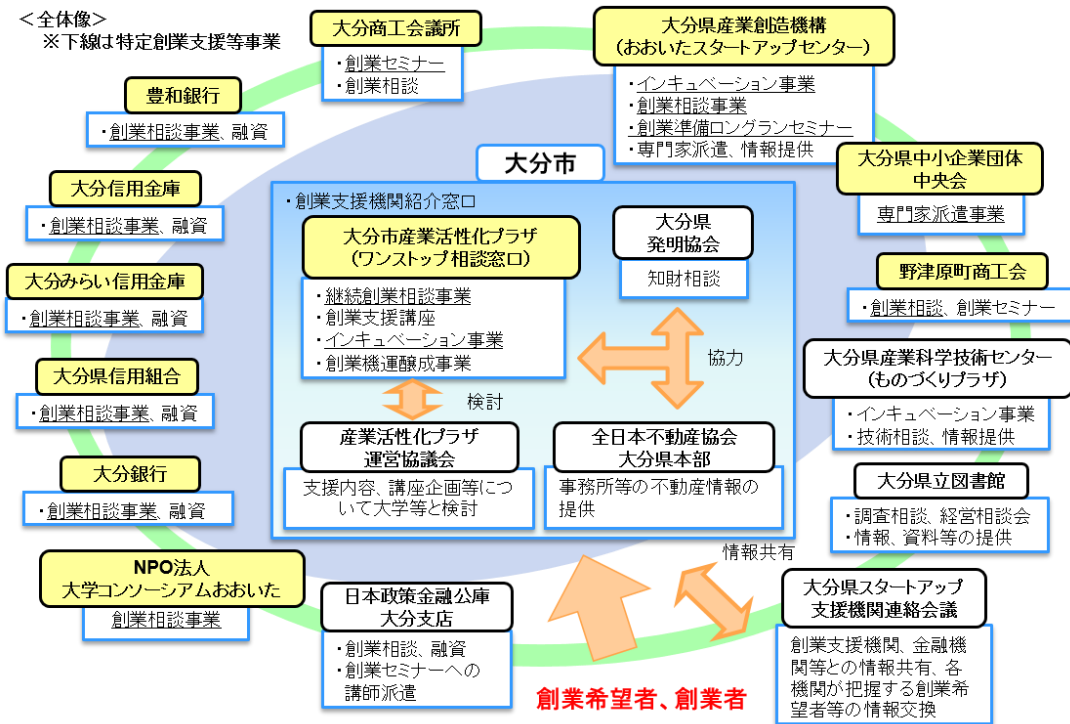 ＜全体像＞
※下線は特定創業支援等事業
大分商工会議所
・創業セミナー
・創業相談
大分県産業創造機構
(おおいたスタートアップセンター)
・インキュベーション事業
・創業相談事業
・創業準備ロングランセミナー
・専門家派遣、情報提供
豊和銀行
・創業相談事業、融資
大分信用金庫
・創業相談事業、融資
大分みらい信用金庫
・創業相談事業、融資
大分県信用組合
・創業相談事業、融資
大分銀行
・創業相談事業、融資
NPO法人
大学コンソーシアムおおいた
創業相談事業
大分市
・創業支援機関紹介窓口
大分市産業活性化プラザ
(ワンストップ相談窓口)
・継続創業相談事業
・創業支援講座
・インキュベーション事業
・創業機運醸成事業
大分県
発明協会
知財相談
協力
検討
産業活性化プラザ
運営協議会
支援内容、講座企画等につ
いて大学等と検討
全日本不動産協会
大分県本部
事務所等の不動産情報の
提供
大分県中小企業団体
中央会
専門家派遣事業
野津原町商工会
・創業相談、創業セミナー
大分県産業科学技術センター
(ものづくりプラザ)
・インキュベーション事業
・技術相談、情報提供
大分県立図書館
・調査相談、経営相談会
・情報、資料等の提供
情報共有
日本政策金融公庫
大分支店
・創業相談、融資
・創業セミナーへの
講師派遣
大分県スタートアップ
支援機関連絡会議
創業支援機関、金融機
関等との情報共有、各
機関が把握する創業希
望者等の情報交換
創業希望者、創業者